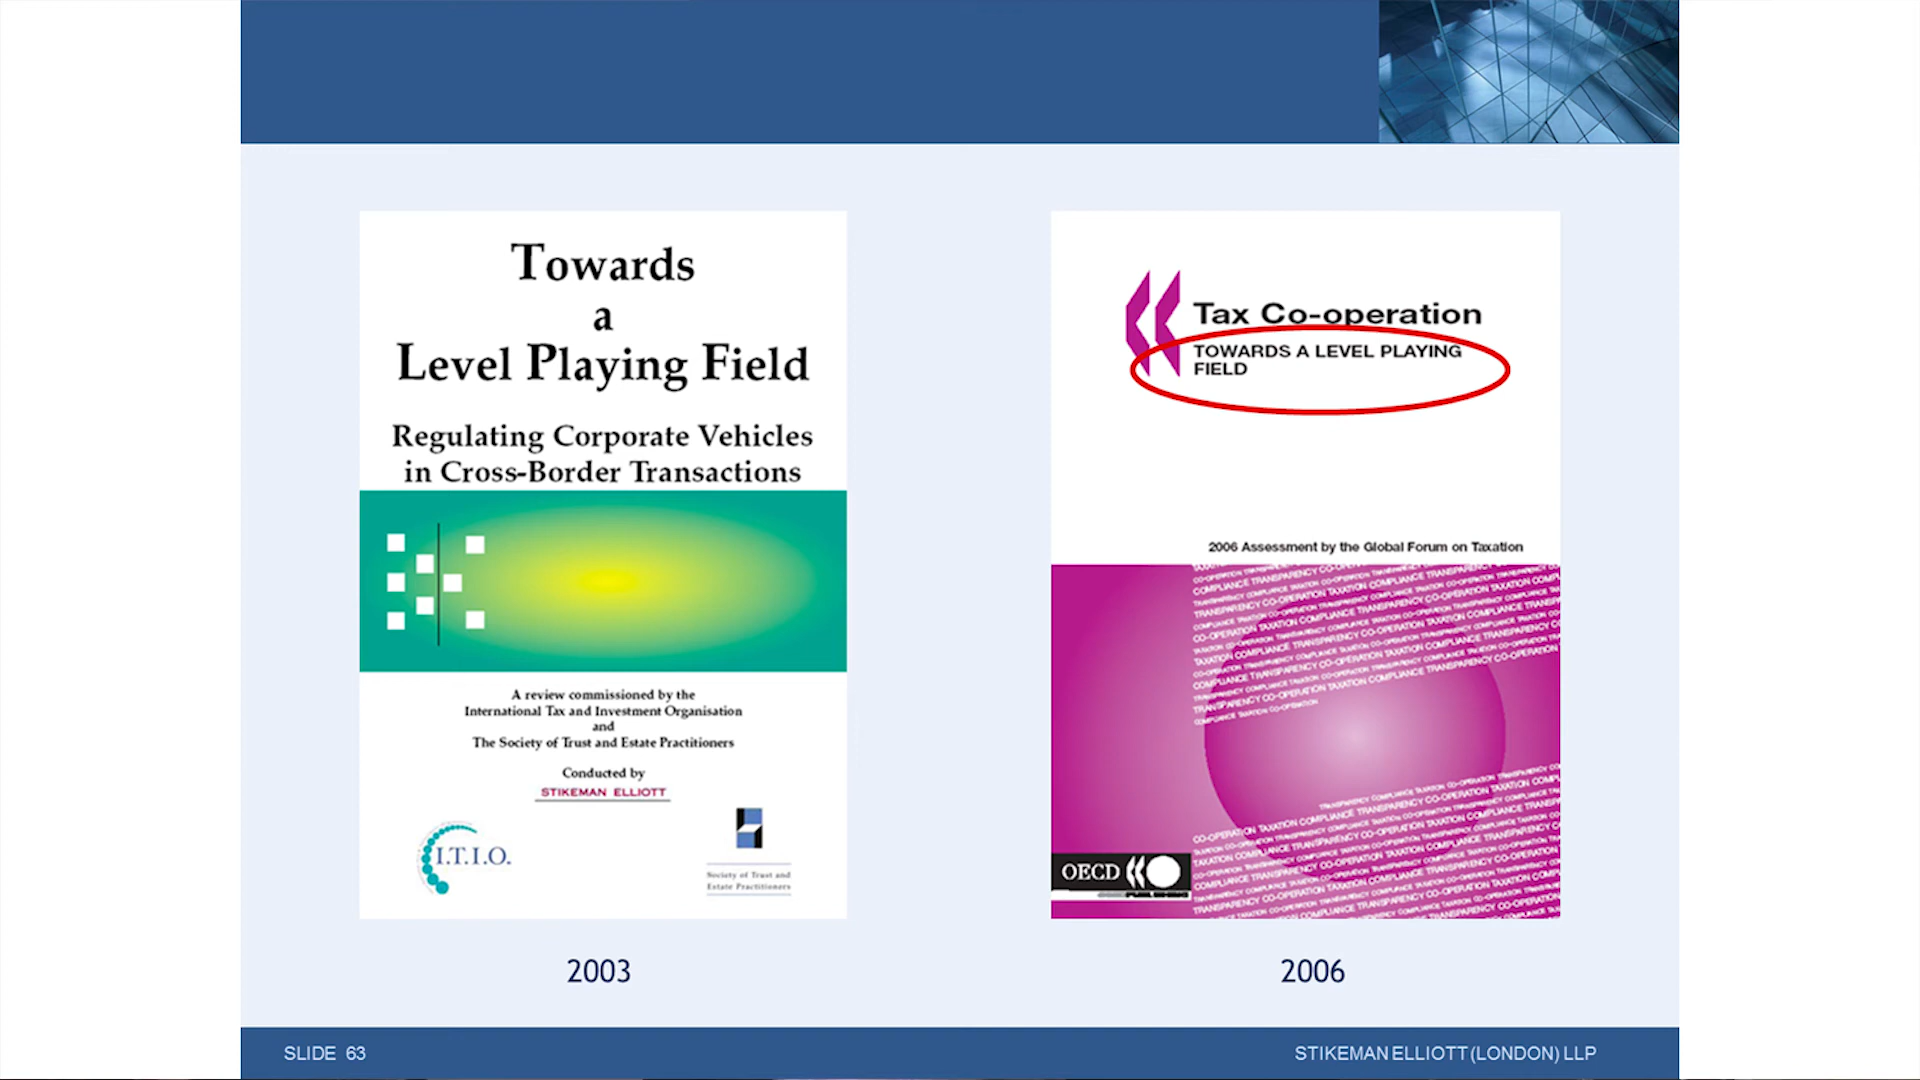 Towards
a
Level Playing Field
Regulating Corporate Vehicles
in Cross-Border Transactions
A review commissioned by the
International Tax and Investment Organisation
and
The Society of Trust and Estate Practitioners
Conducted by
STIKEMAN ELLIOTT
I.T.I.O.
Society of Trust and
Estate Practitioners
2003
Tax Co-operation
TOWARDS A LEVEL PLAYING
FIELD
2006 Assessment by the Global Forum on Taxation
OECD
2006
SLIDE 63
STIKEMAN ELLIOTT (LONDON) LLP